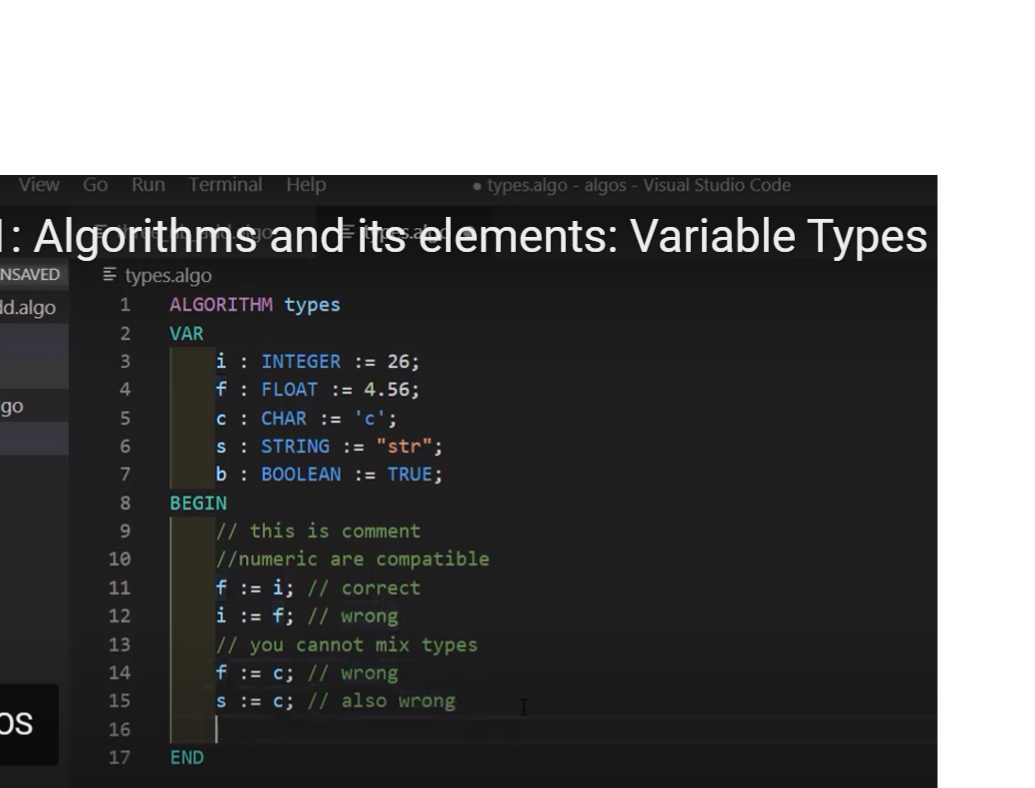 View Go Run Terminal Help ● types.algo - algos - Visual Studio Code
1: Algorithms and its elements: Variable Types
NSAVED
types.algo
dd.algo
go
os
1 ALGORITHM types
2 VAR
3 i : INTEGER := 26;
4 f : FLOAT := 4.56;
5 c : CHAR := 'c';
6 s : STRING := "str";
7 b : BOOLEAN := TRUE;
8 BEGIN
9 // this is comment
10 //numeric are compatible
11 f := i; // correct
12 i := f; // wrong
13 // you cannot mix types
14 f := c; // wrong
15 s := c; // also wrong
16
17 END